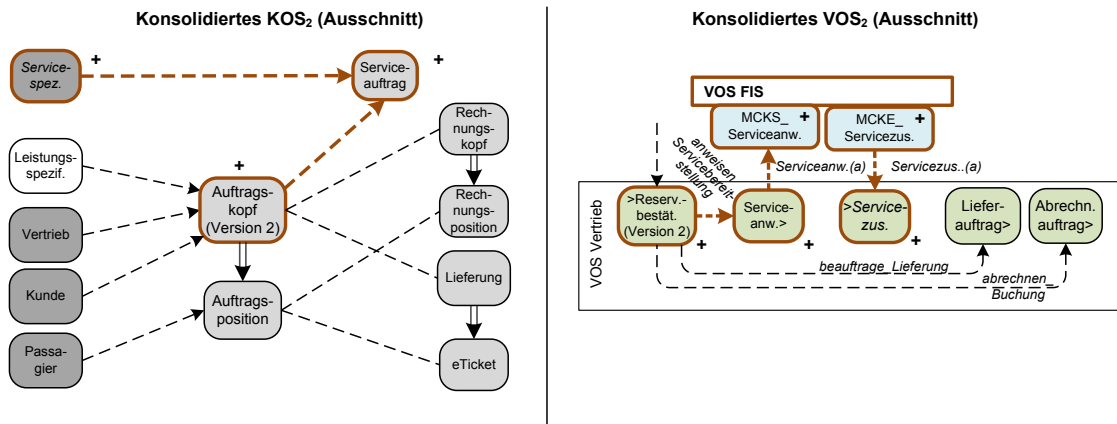 Konsolidiertes KOS₂ (Ausschnitt)
Service-
spez.
+
Service-
auftrag
+
Leistungs-
spezif.
Vertrieb
Kunde
Passa-
gier
+
Auftrags-
kopf
(Version 2)
Auftrags-
position
Rech-
nungs-
kopf
Rech-
nungs-
position
Lieferung
eTicket
Konsolidiertes VOS₂ (Ausschnitt)
VOS FIS
MCKS_
Serviceanw.
+
MCKE_
Servicezus.
+
anweisen
Servicebereit
stellung
Serviceanw.(a)
Servicezus..(a)
VOS Vertrieb
>Reserv.-
bestät.
(Version 2)
+
Service-
anw.>
+
>Service-
zus.
+
Liefer-
auftrag>
Abrechn.
auftrag>
beauftrage_Lieferung
abrechnen_
Buchung